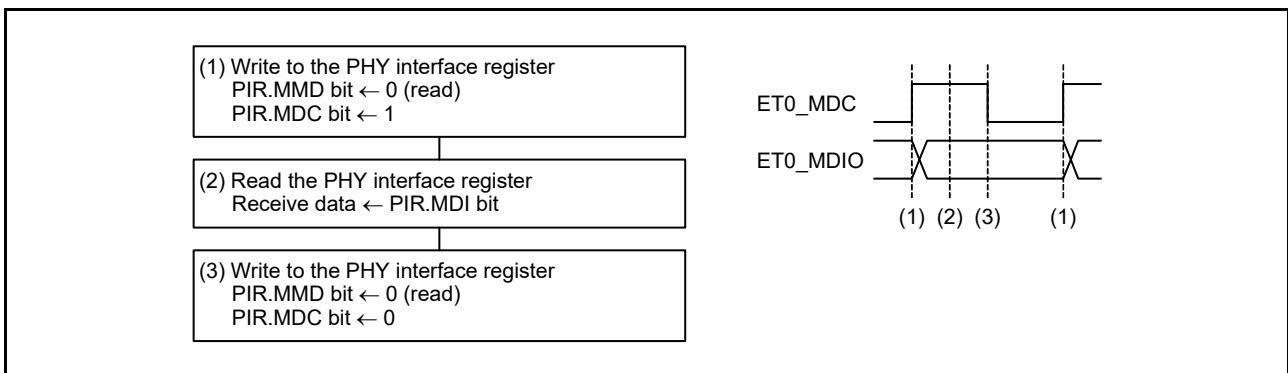 (1) Write to the PHY interface register
PIR.MMD bit ← 0 (read)
PIR.MDC bit ← 1
(2) Read the PHY interface register
Receive data ← PIR.MDI bit
(3) Write to the PHY interface register
PIR.MMD bit ← 0 (read)
PIR.MDC bit ← 0
ET0_MDC
ET0_MDIO
(1) (2) (3) (1)